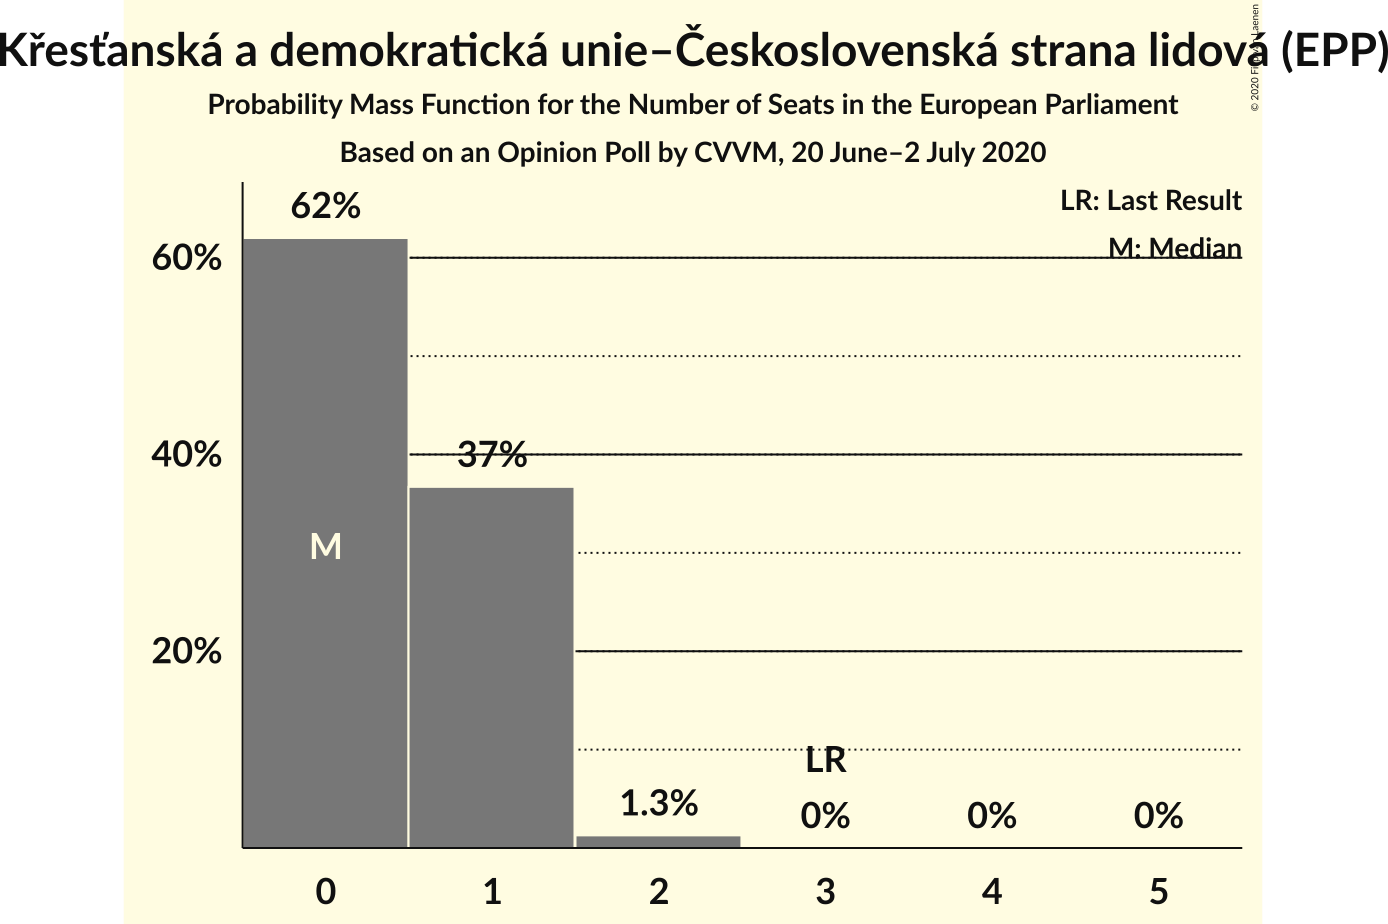 Křesťanská a demokratická unie–Československá strana lidová (EPP)
Probability Mass Function for the Number of Seats in the European Parliament
Based on an Opinion Poll by CVVM, 20 June–2 July 2020
© 2020 Laenen
LR: Last Result
M: Median
62%
60%
40%
37%
M
20%
LR
1.3%
0%
0%
0%
0
1
2
3
4
5